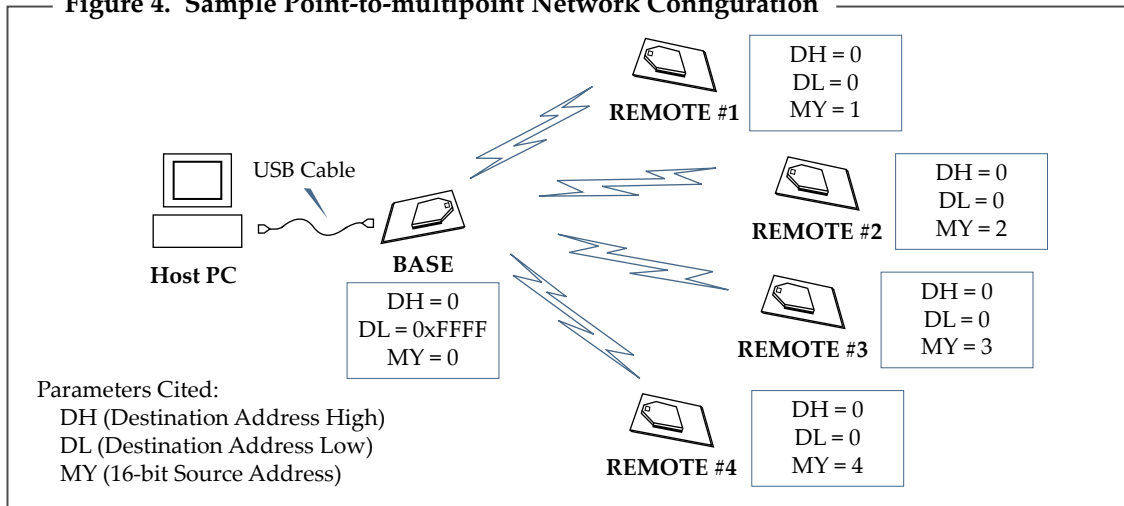 Figure 4. Sample Point-to-multipoint Network Configuration
REMOTE #1
DH = 0
DL = 0
MY = 1
USB Cable
Host PC
BASE
DH = 0
DL = 0xFFFF
MY = 0
REMOTE #2
DH = 0
DL = 0
MY = 2
REMOTE #3
DH = 0
DL = 0
MY = 3
REMOTE #4
DH = 0
DL = 0
MY = 4
Parameters Cited:
DH (Destination Address High)
DL (Destination Address Low)
MY (16-bit Source Address)